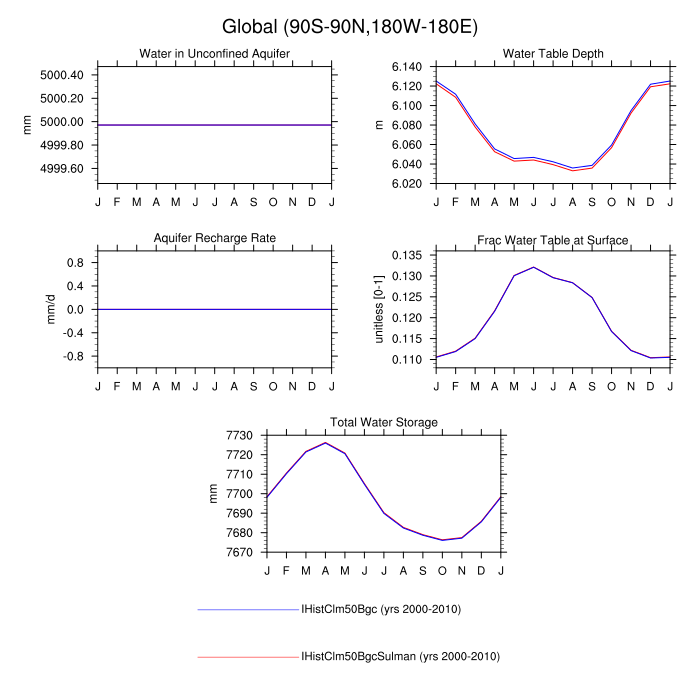 Global (90S-90N,180W-180E)
Water in Unconfined Aquifer
5000.40
5000.20
5000.00
4999.80
4999.60
mm
J F M A M J J A S O N D J
Water Table Depth
6.140
6.120
6.100
6.080
6.060
6.040
6.020
m
J F M A M J J A S O N D J
Aquifer Recharge Rate
0.8
0.4
0.0
-0.4
-0.8
mm/d
J F M A M J J A S O N D J
Frac Water Table at Surface
0.135
0.130
0.125
0.120
0.115
0.110
unitless [0-1]
J F M A M J J A S O N D J
Total Water Storage
7730
7720
7710
7700
7690
7680
7670
mm
J F M A M J J A S O N D J
IHistClm50Bgc (yrs 2000-2010)
IHistClm50BgcSulman (yrs 2000-2010)